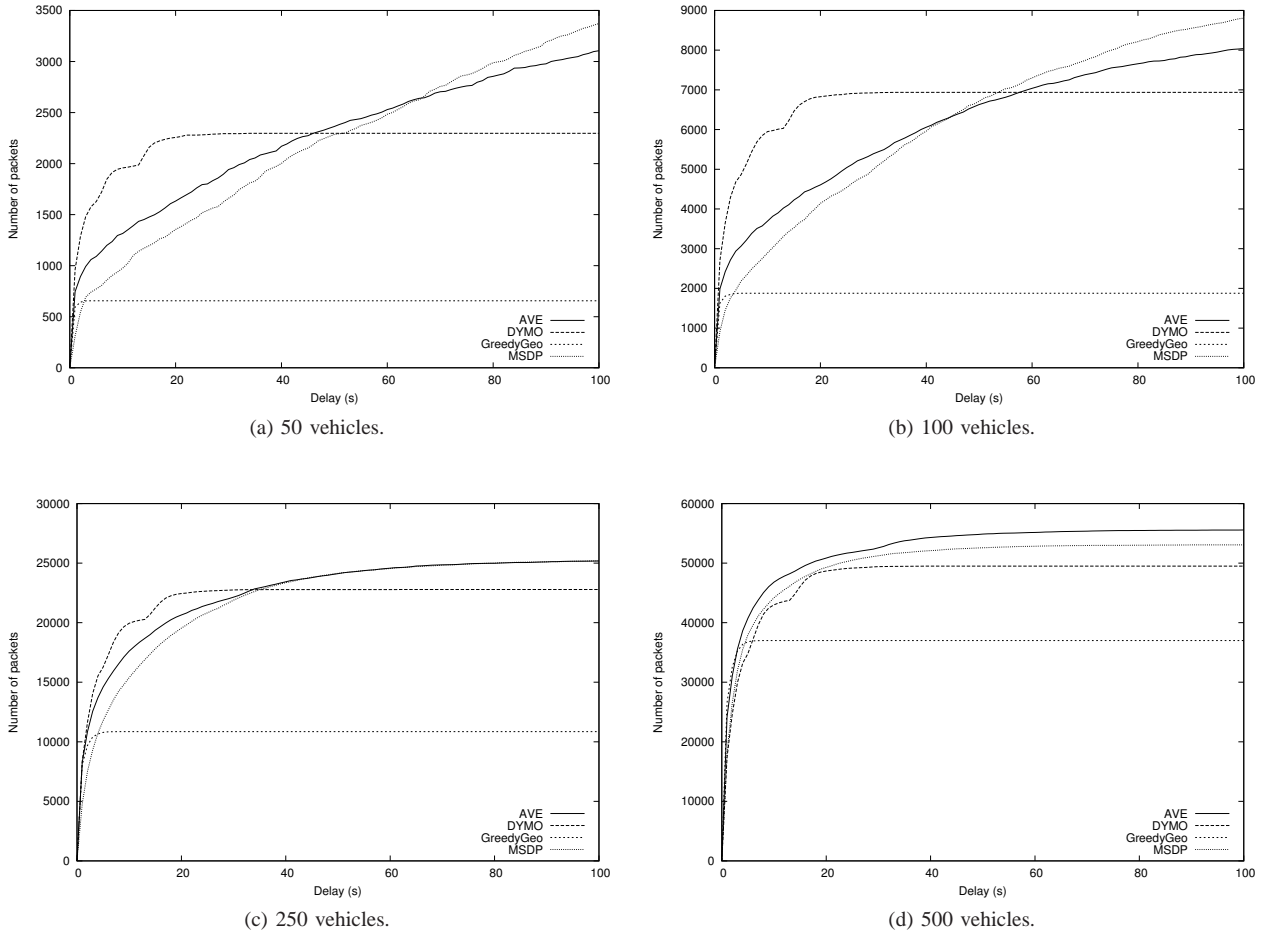 3500
3000
2500
2000
1500
1000
500
0
Number of packets
0 20 40 60 80 100
Delay (s)
AVE
DYMO
GreedyGeo
MSDP
(a) 50 vehicles.
9000
8000
7000
6000
5000
4000
3000
2000
1000
0
Number of packets
0 20 40 60 80 100
Delay (s)
AVE
DYMO
GreedyGeo
MSDP
(b) 100 vehicles.
30000
25000
20000
15000
10000
5000
0
Number of packets
0 20 40 60 80 100
Delay (s)
AVE
DYMO
GreedyGeo
MSDP
(c) 250 vehicles.
60000
50000
40000
30000
20000
10000
0
Number of packets
0 20 40 60 80 100
Delay (s)
AVE
DYMO
GreedyGeo
MSDP
(d) 500 vehicles.